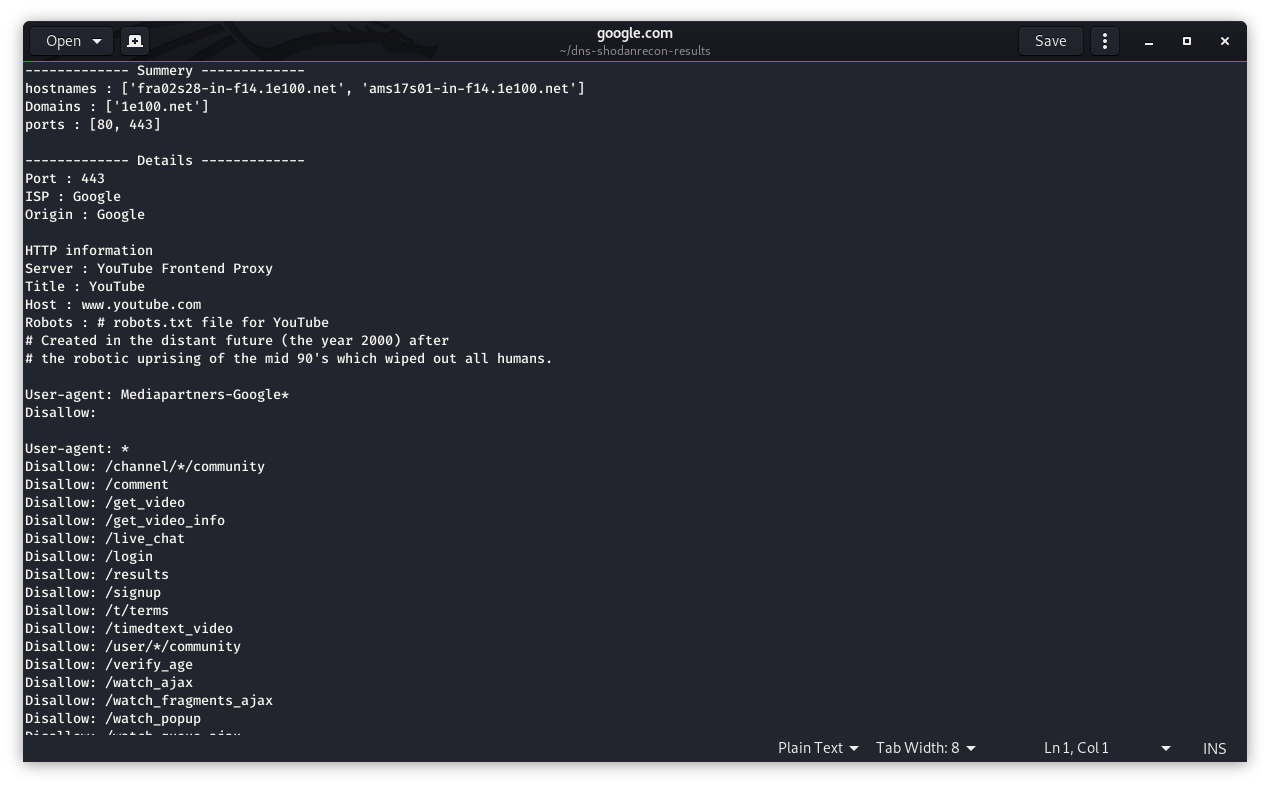 Open
google.com
~/dns-shodanrecon-results
Save
------------- Summery -------------
hostnames : ['fra02s28-in-f14.1e100.net', 'ams17s01-in-f14.1e100.net']
Domains : ['1e100.net']
ports : [80, 443]
------------- Details -------------
Port : 443
ISP : Google
Origin : Google
HTTP information
Server : YouTube Frontend Proxy
Title : YouTube
Host : www.youtube.com
Robots : # robots.txt file for YouTube
# Created in the distant future (the year 2000) after
# the robotic uprising of the mid 90's which wiped out all humans.
User-agent: Mediapartners-Google*
Disallow:
User-agent: *
Disallow: /channel/*/community
Disallow: /comment
Disallow: /get_video
Disallow: /get_video_info
Disallow: /live_chat
Disallow: /login
Disallow: /results
Disallow: /signup
Disallow: /t/terms
Disallow: /timedtext_video
Disallow: /user/*/community
Disallow: /verify_age
Disallow: /watch_ajax
Disallow: /watch_fragments_ajax
Disallow: /watch_popup
Disallow: /watch_queue_ajax
Plain Text
Tab Width: 8
Ln 1, Col 1
INS